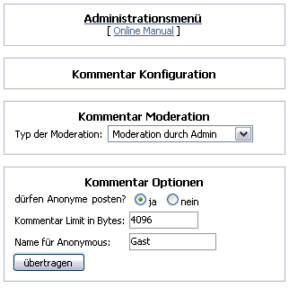 Administrationsmenü
[ Online Manual ]
Kommentar Konfiguration
Kommentar Moderation
Typ der Moderation: Moderation durch Admin
Kommentar Optionen
dürfen Anonyme posten? ja nein
Kommentar Limit in Bytes: 4096
Name für Anonymous: Gast
übertragen